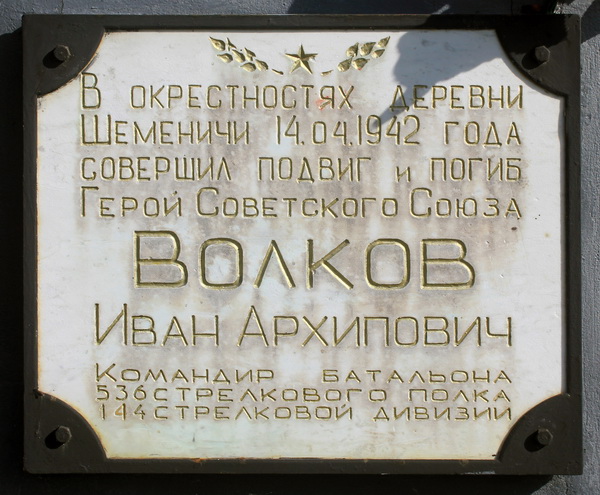 В ОКРЕСТНОСТЯХ ДЕРЕВНИ
ШЕМЕНИЧИ 14.04.1942 ГОДА
СОВЕРШИЛ ПОДВИГ И ПОГИБ
ГЕРОЙ СОВЕТСКОГО СОЮЗА
ВОЛКОВ
ИВАН АРХИПОВИЧ
КОМАНДИР БАТАЛЬОНА
536 СТРЕЛКОВОГО ПОЛКА
144 СТРЕЛКОВОЙ ДИВИЗИИ